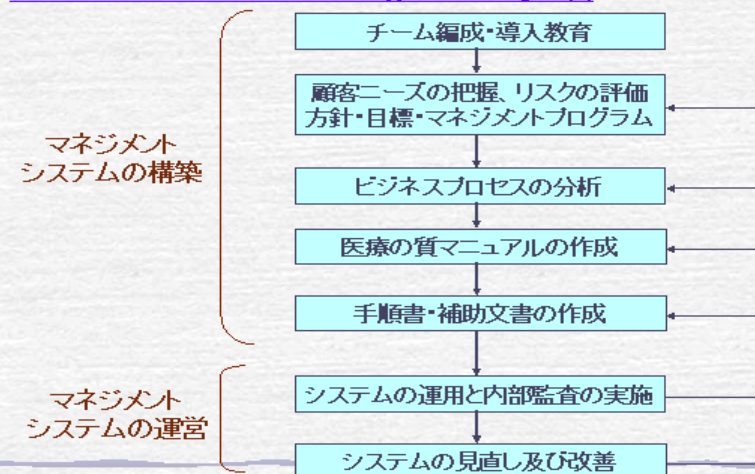 チーム編成・導入教育
顧客ニーズの把握、リスクの評価
方針・目標・マネジメントプログラム
マネジメント
システムの構築
ビジネスプロセスの分析
医療の質マニュアルの作成
手順書・補助文書の作成
マネジメント
システムの運営
システムの運用と内部監査の実施
システムの見直し及び改善